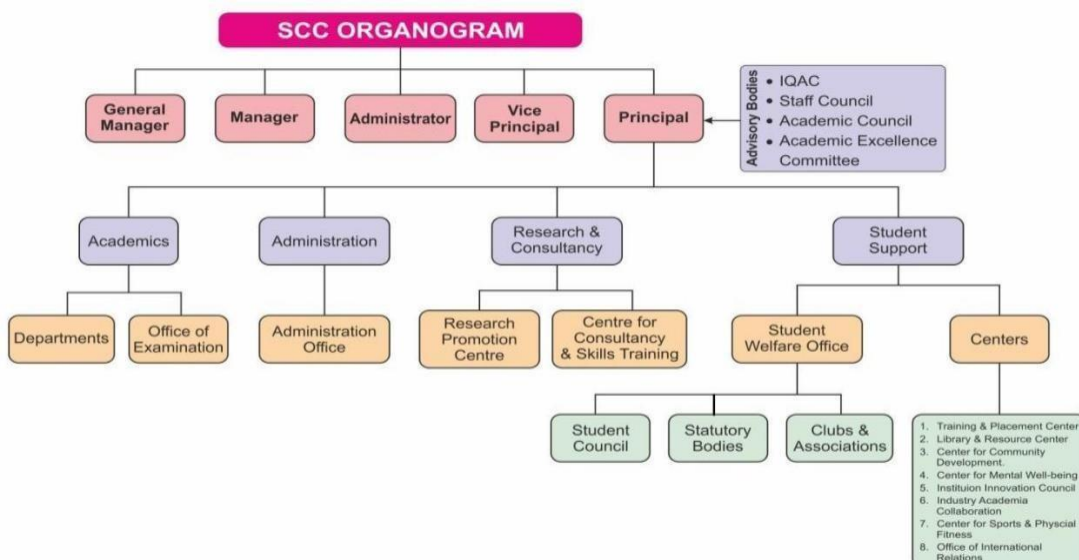 SCC ORGANOGRAM
General
Manager
Manager
Administrator
Vice
Principal
Principal
Advisory Bodies
• IQAC
• Staff Council
• Academic Council
• Academic Excellence
Committee
Academics
Administration
Research &
Consultancy
Student
Support
Departments
Office of
Examination
Administration
Office
Research
Promotion
Centre
Centre for
Consultancy
& Skills Training
Student
Welfare Office
Centers
Student
Council
Statutory
Bodies
Clubs &
Associations
1. Training & Placement Center
2. Library & Resource Center
3. Center for Community
Development.
4. Center for Mental Well-being
5. Instituion Innovation Council
6. Industry Academia
Collaboration
7. Center for Sports & Physcial
Fitness
8. Office of International
Relations